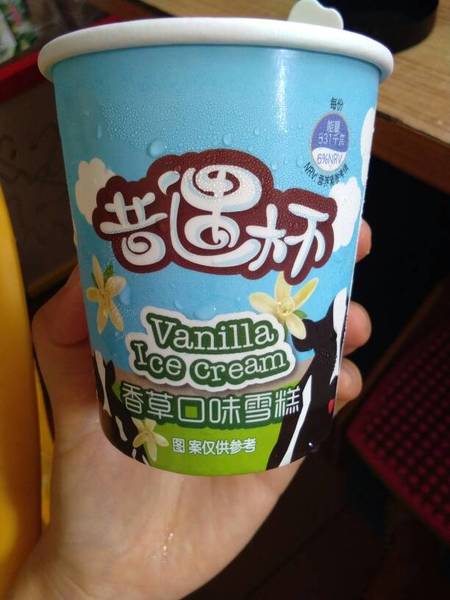 每份
能量
531千焦
6%NRV
昔遇杯
Vanilla
Ice Cream
香草口味雪糕
图案仅供参考